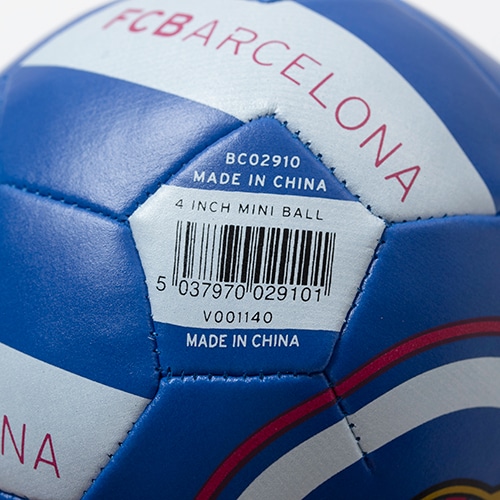 FCBARCELONA
BC02910
MADE IN CHINA
4 INCH MINI BALL
5 037970 029101
V001140
MADE IN CHINA
NA